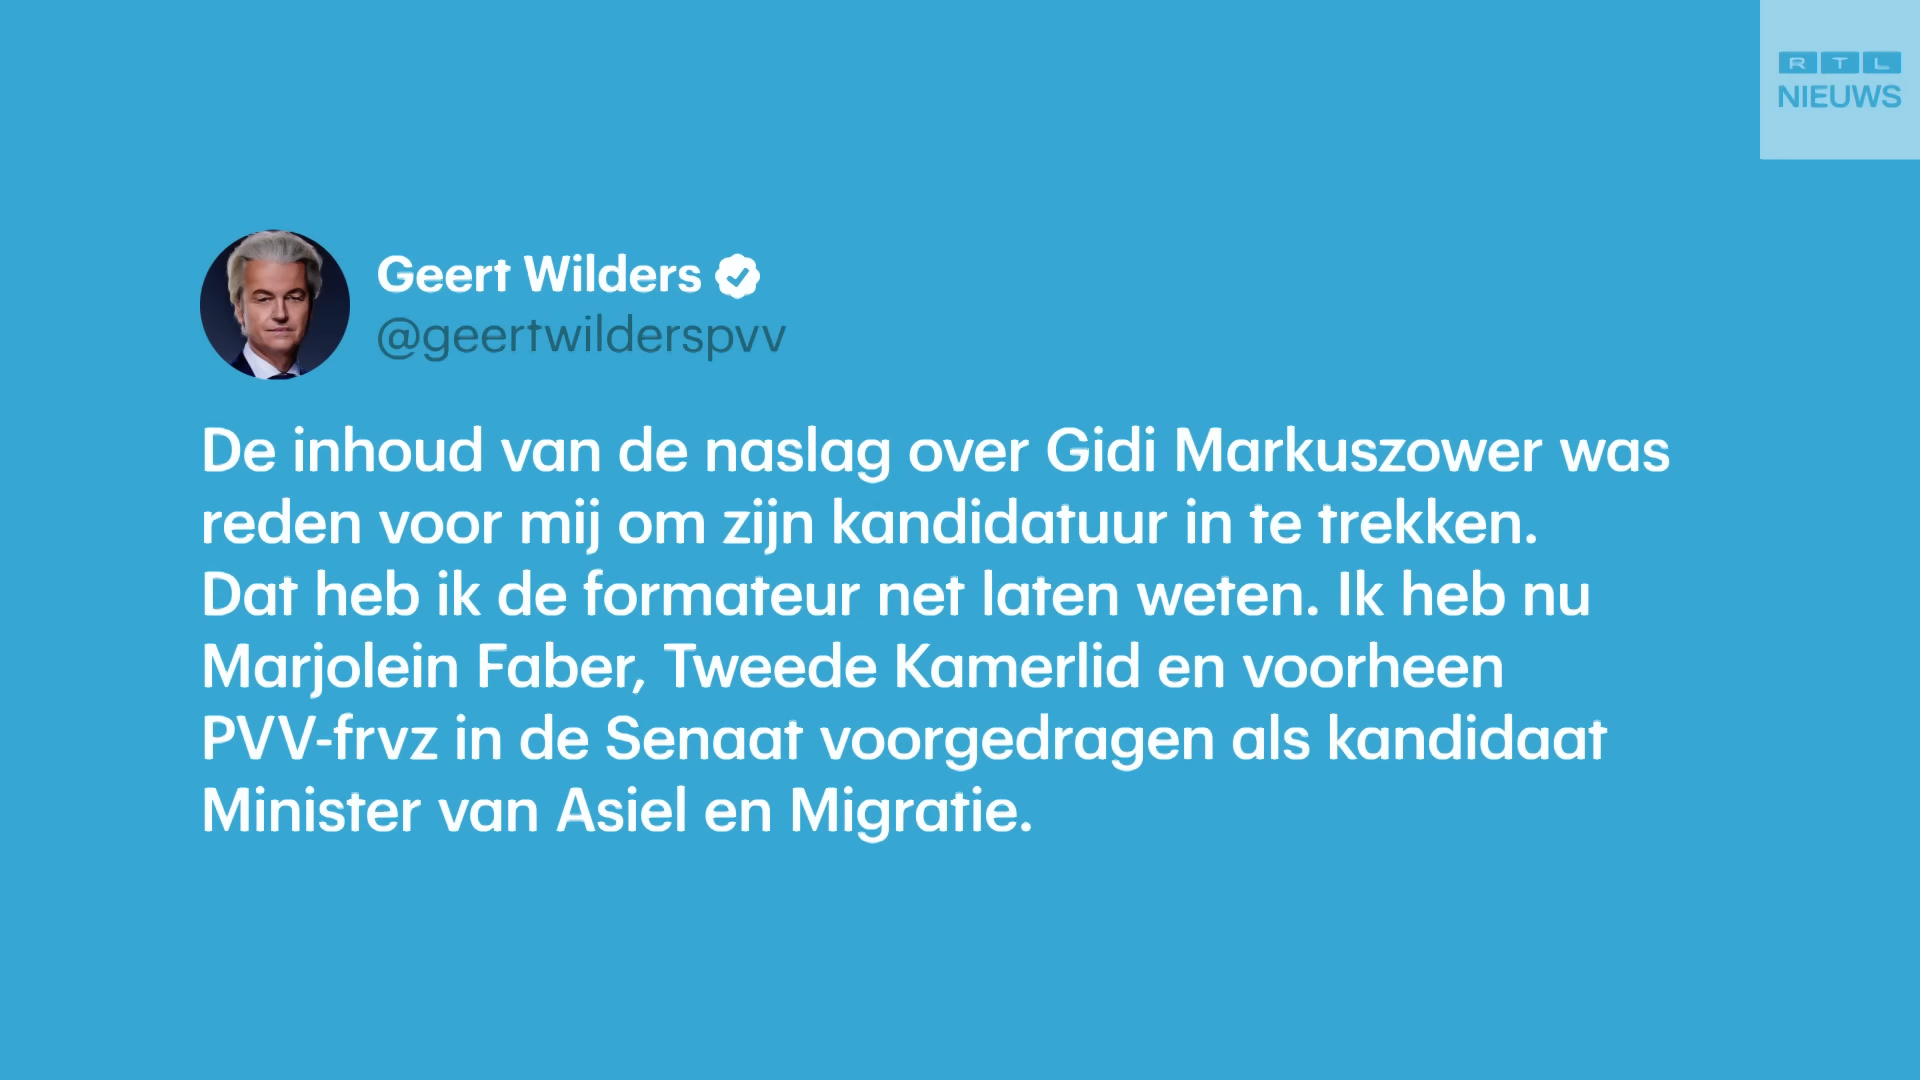 RTL
NIEUWS
Geert Wilders
@geertwilderspvv
De inhoud van de naslag over Gidi Markuszower was
reden voor mij om zijn kandidatuur in te trekken.
Dat heb ik de formateur net laten weten. Ik heb nu
Marjolein Faber, Tweede Kamerlid en voorheen
PVV-frvz in de Senaat voorgedragen als kandidaat
Minister van Asiel en Migratie.